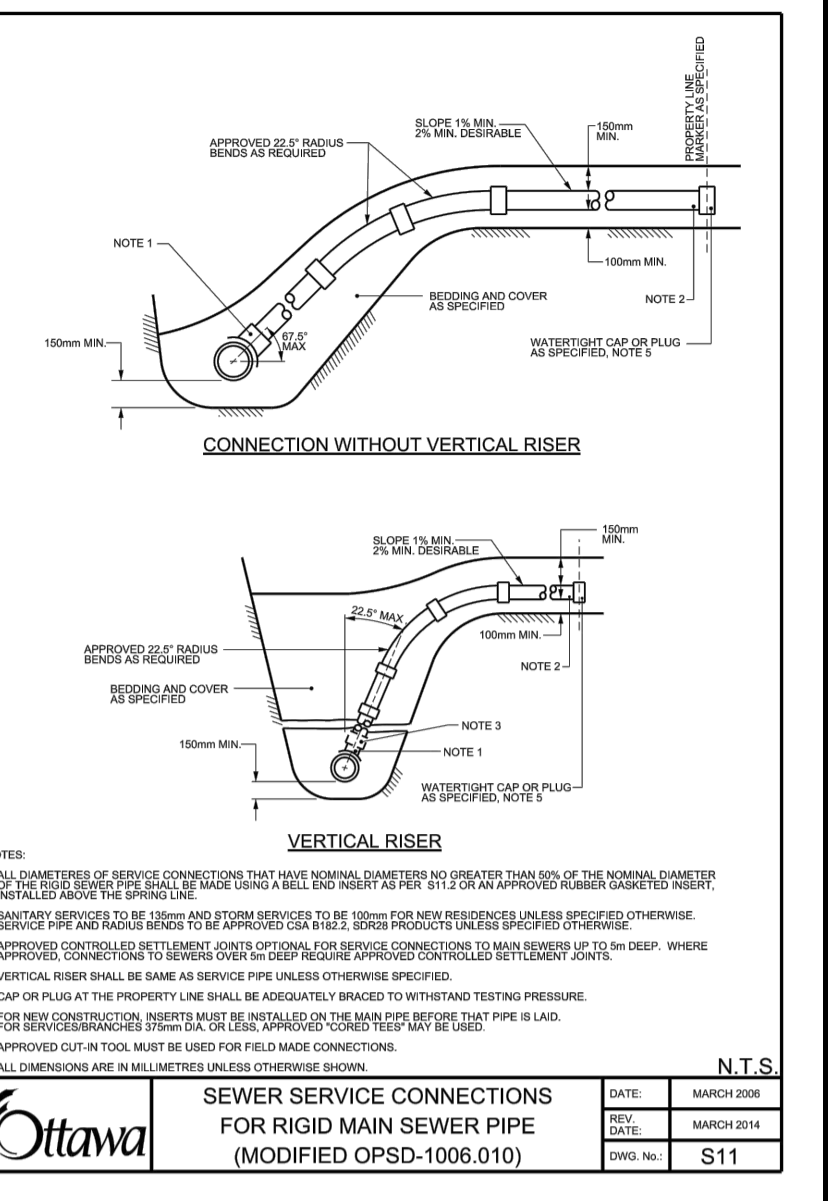 PROPERTY LINE
MARKER AS SPECIFIED
SLOPE 1% MIN.
2% MIN. DESIRABLE
150mm
MIN.
APPROVED 22.5° RADIUS
BENDS AS REQUIRED
NOTE 1
100mm MIN.
BEDDING AND COVER
AS SPECIFIED
NOTE 2
67.5°
MAX
150mm MIN.
WATERTIGHT CAP OR PLUG
AS SPECIFIED, NOTE 5
CONNECTION WITHOUT VERTICAL RISER
SLOPE 1% MIN.
2% MIN. DESIRABLE
150mm
MIN.
22.5° MAX
100mm MIN.
APPROVED 22.5° RADIUS
BENDS AS REQUIRED
NOTE 2
BEDDING AND COVER
AS SPECIFIED
NOTE 3
150mm MIN.
NOTE 1
WATERTIGHT CAP OR PLUG
AS SPECIFIED, NOTE 5
VERTICAL RISER
OTES:
ALL DIAMETERES OF SERVICE CONNECTIONS THAT HAVE NOMINAL DIAMETERS NO GREATER THAN 50% OF THE NOMINAL DIAMETER
OF THE RIGID SEWER PIPE SHALL BE MADE USING A BELL END INSERT AS PER S11.2 OR AN APPROVED RUBBER GASKETED INSERT,
INSTALLED ABOVE THE SPRING LINE.
SANITARY SERVICES TO BE 135mm AND STORM SERVICES TO BE 100mm FOR NEW RESIDENCES UNLESS SPECIFIED OTHERWISE.
SERVICE PIPE AND RADIUS BENDS TO BE APPROVED CSA B182.2, SDR28 PRODUCTS UNLESS SPECIFIED OTHERWISE.
APPROVED CONTROLLED SETTLEMENT JOINTS OPTIONAL FOR SERVICE CONNECTIONS TO MAIN SEWERS UP TO 5m DEEP. WHERE
APPROVED, CONNECTIONS TO SEWERS OVER 5m DEEP REQUIRE APPROVED CONTROLLED SETTLEMENT JOINTS.
VERTICAL RISER SHALL BE SAME AS SERVICE PIPE UNLESS OTHERWISE SPECIFIED.
CAP OR PLUG AT THE PROPERTY LINE SHALL BE ADEQUATELY BRACED TO WITHSTAND TESTING PRESSURE.
FOR NEW CONSTRUCTION, INSERTS MUST BE INSTALLED ON THE MAIN PIPE BEFORE THAT PIPE IS LAID.
FOR SERVICES/BRANCHES 375mm DIA. OR LESS, APPROVED "CORED TEES" MAY BE USED.
APPROVED CUT-IN TOOL MUST BE USED FOR FIELD MADE CONNECTIONS.
ALL DIMENSIONS ARE IN MILLIMETRES UNLESS OTHERWISE SHOWN.
N.T.S.
Ottawa
SEWER SERVICE CONNECTIONS
FOR RIGID MAIN SEWER PIPE
(MODIFIED OPSD-1006.010)
DATE: MARCH 2006
REV.
DATE: MARCH 2014
DWG. No.: S11